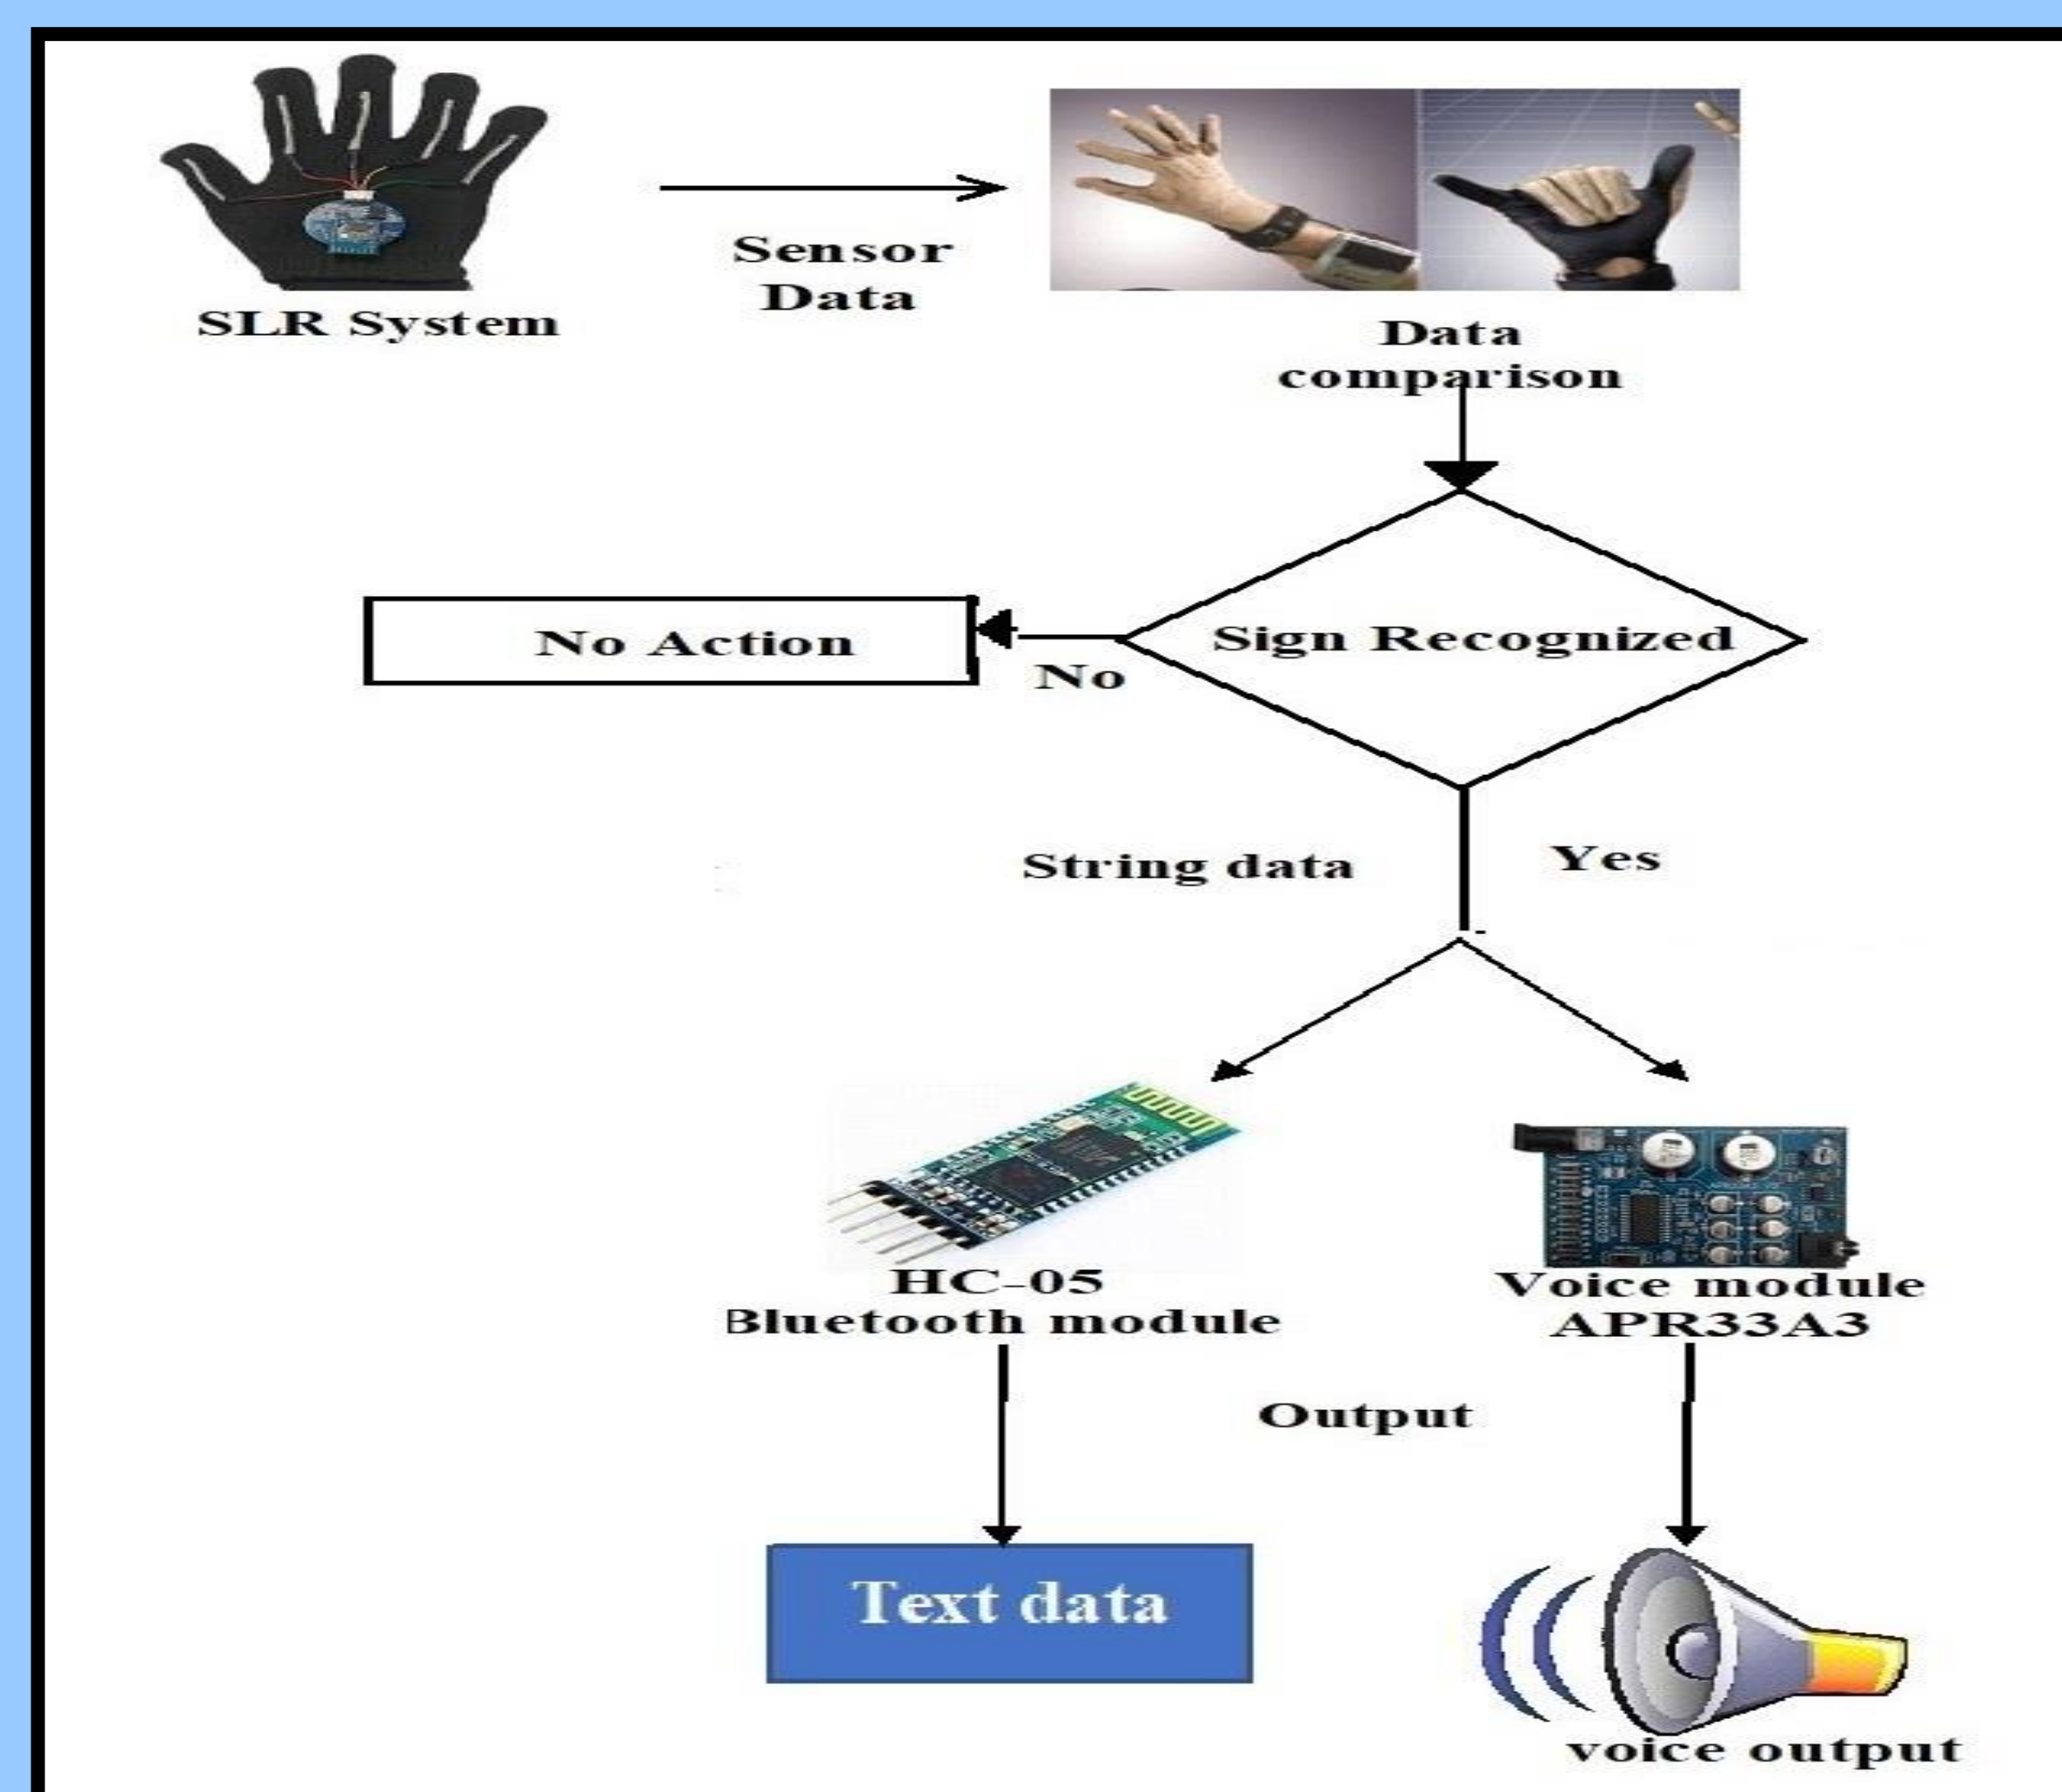 SLR System
Sensor
Data
Data
comparison
Sign Recognized
No Action
No
String data
Yes
HC-05
Bluetooth module
Voice module
APR33A3
Output
Text data
voice output